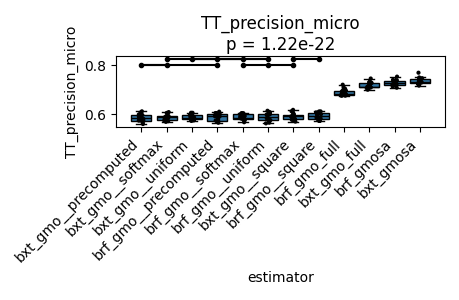 TT_precision_micro
p = 1.22e-22
TT_precision_micro
0.8
0.6
bxt_gmo__precomputed
bxt_gmo__softmax
bxt_gmo__uniform
brf_gmo__precomputed
brf_gmo__softmax
brf_gmo__uniform
bxt_gmo__square
brf_gmo__square
brf_gmo_full
bxt_gmo_full
brf_gmosa
bxt_gmosa
estimator